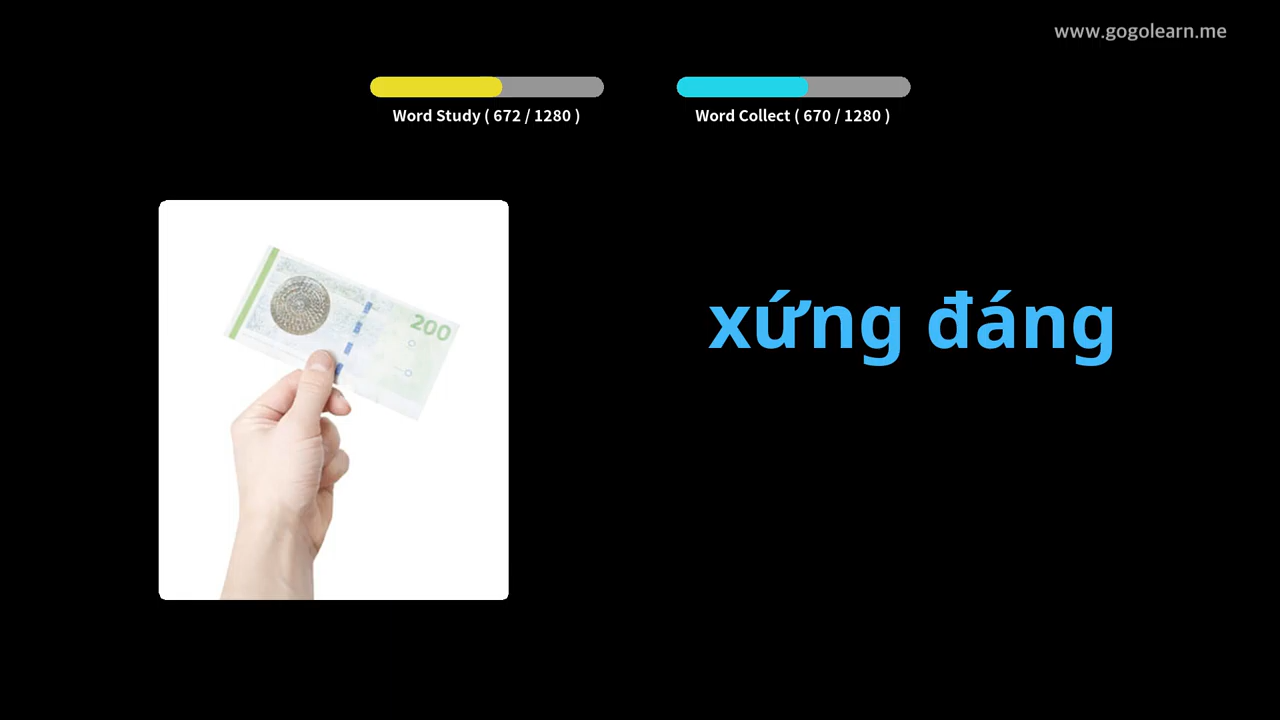 www.gogolearn.me
Word Study ( 672 / 1280 )
Word Collect ( 670 / 1280 )
200
xứng đáng